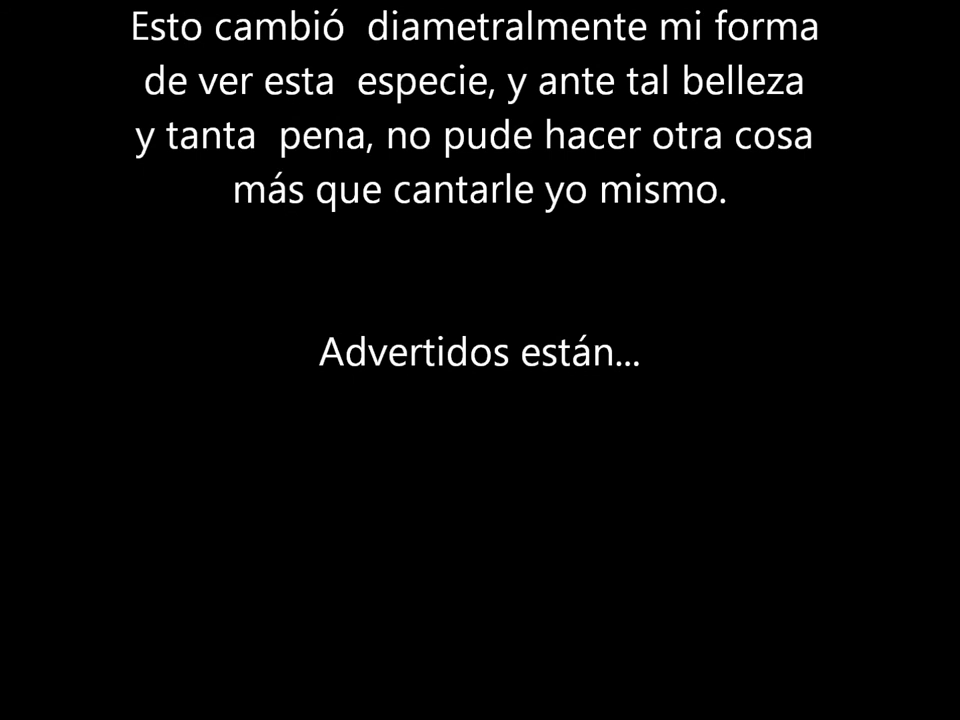 Esto cambió  diametralmente mi forma
de ver esta  especie, y ante tal belleza
y tanta  pena, no pude hacer otra cosa
más que cantarle yo mismo.
Advertidos están...